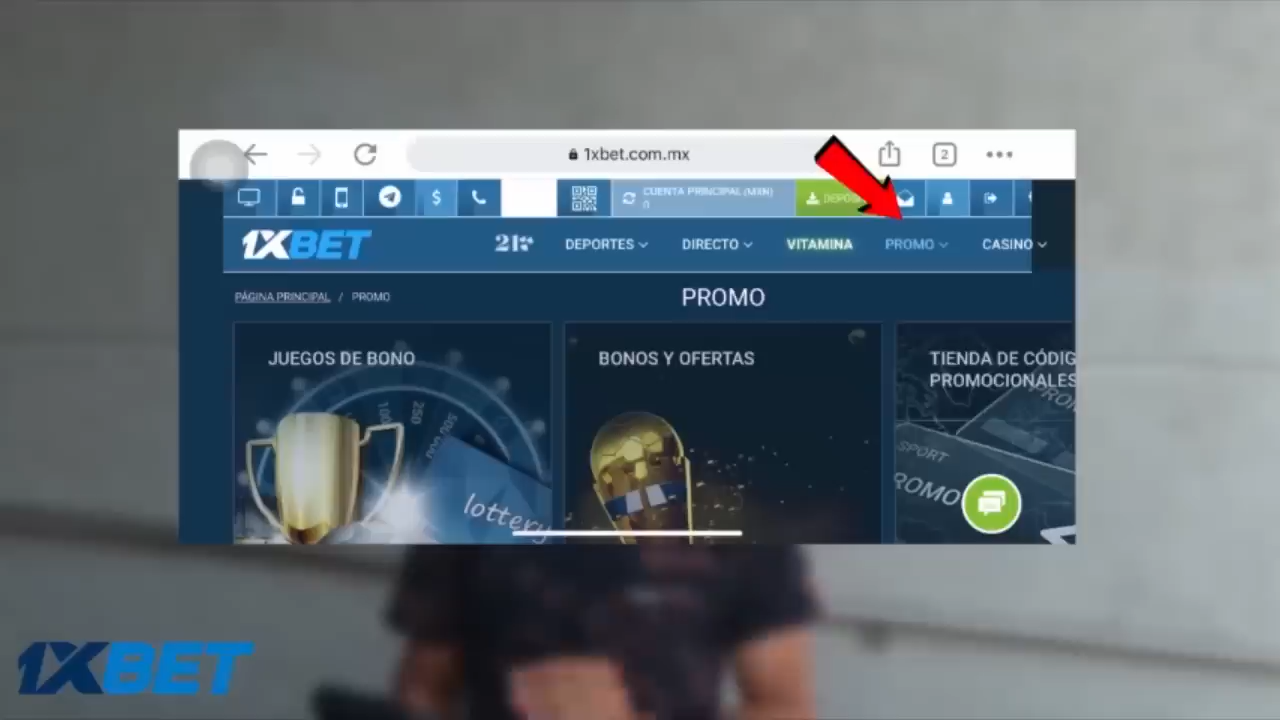 1xbet.com.mx
2
$
CUENTA PRINCIPAL (MXN)
0
1XBET
DEPORTES
DIRECTO
VITAMINA
PROMO
CASINO
PÁGINA PRINCIPAL / PROMO
PROMO
JUEGOS DE BONO
BONOS Y OFERTAS
TIENDA DE CÓDIG
PROMOCIONALES
250
lottery
SPORT
1XBET